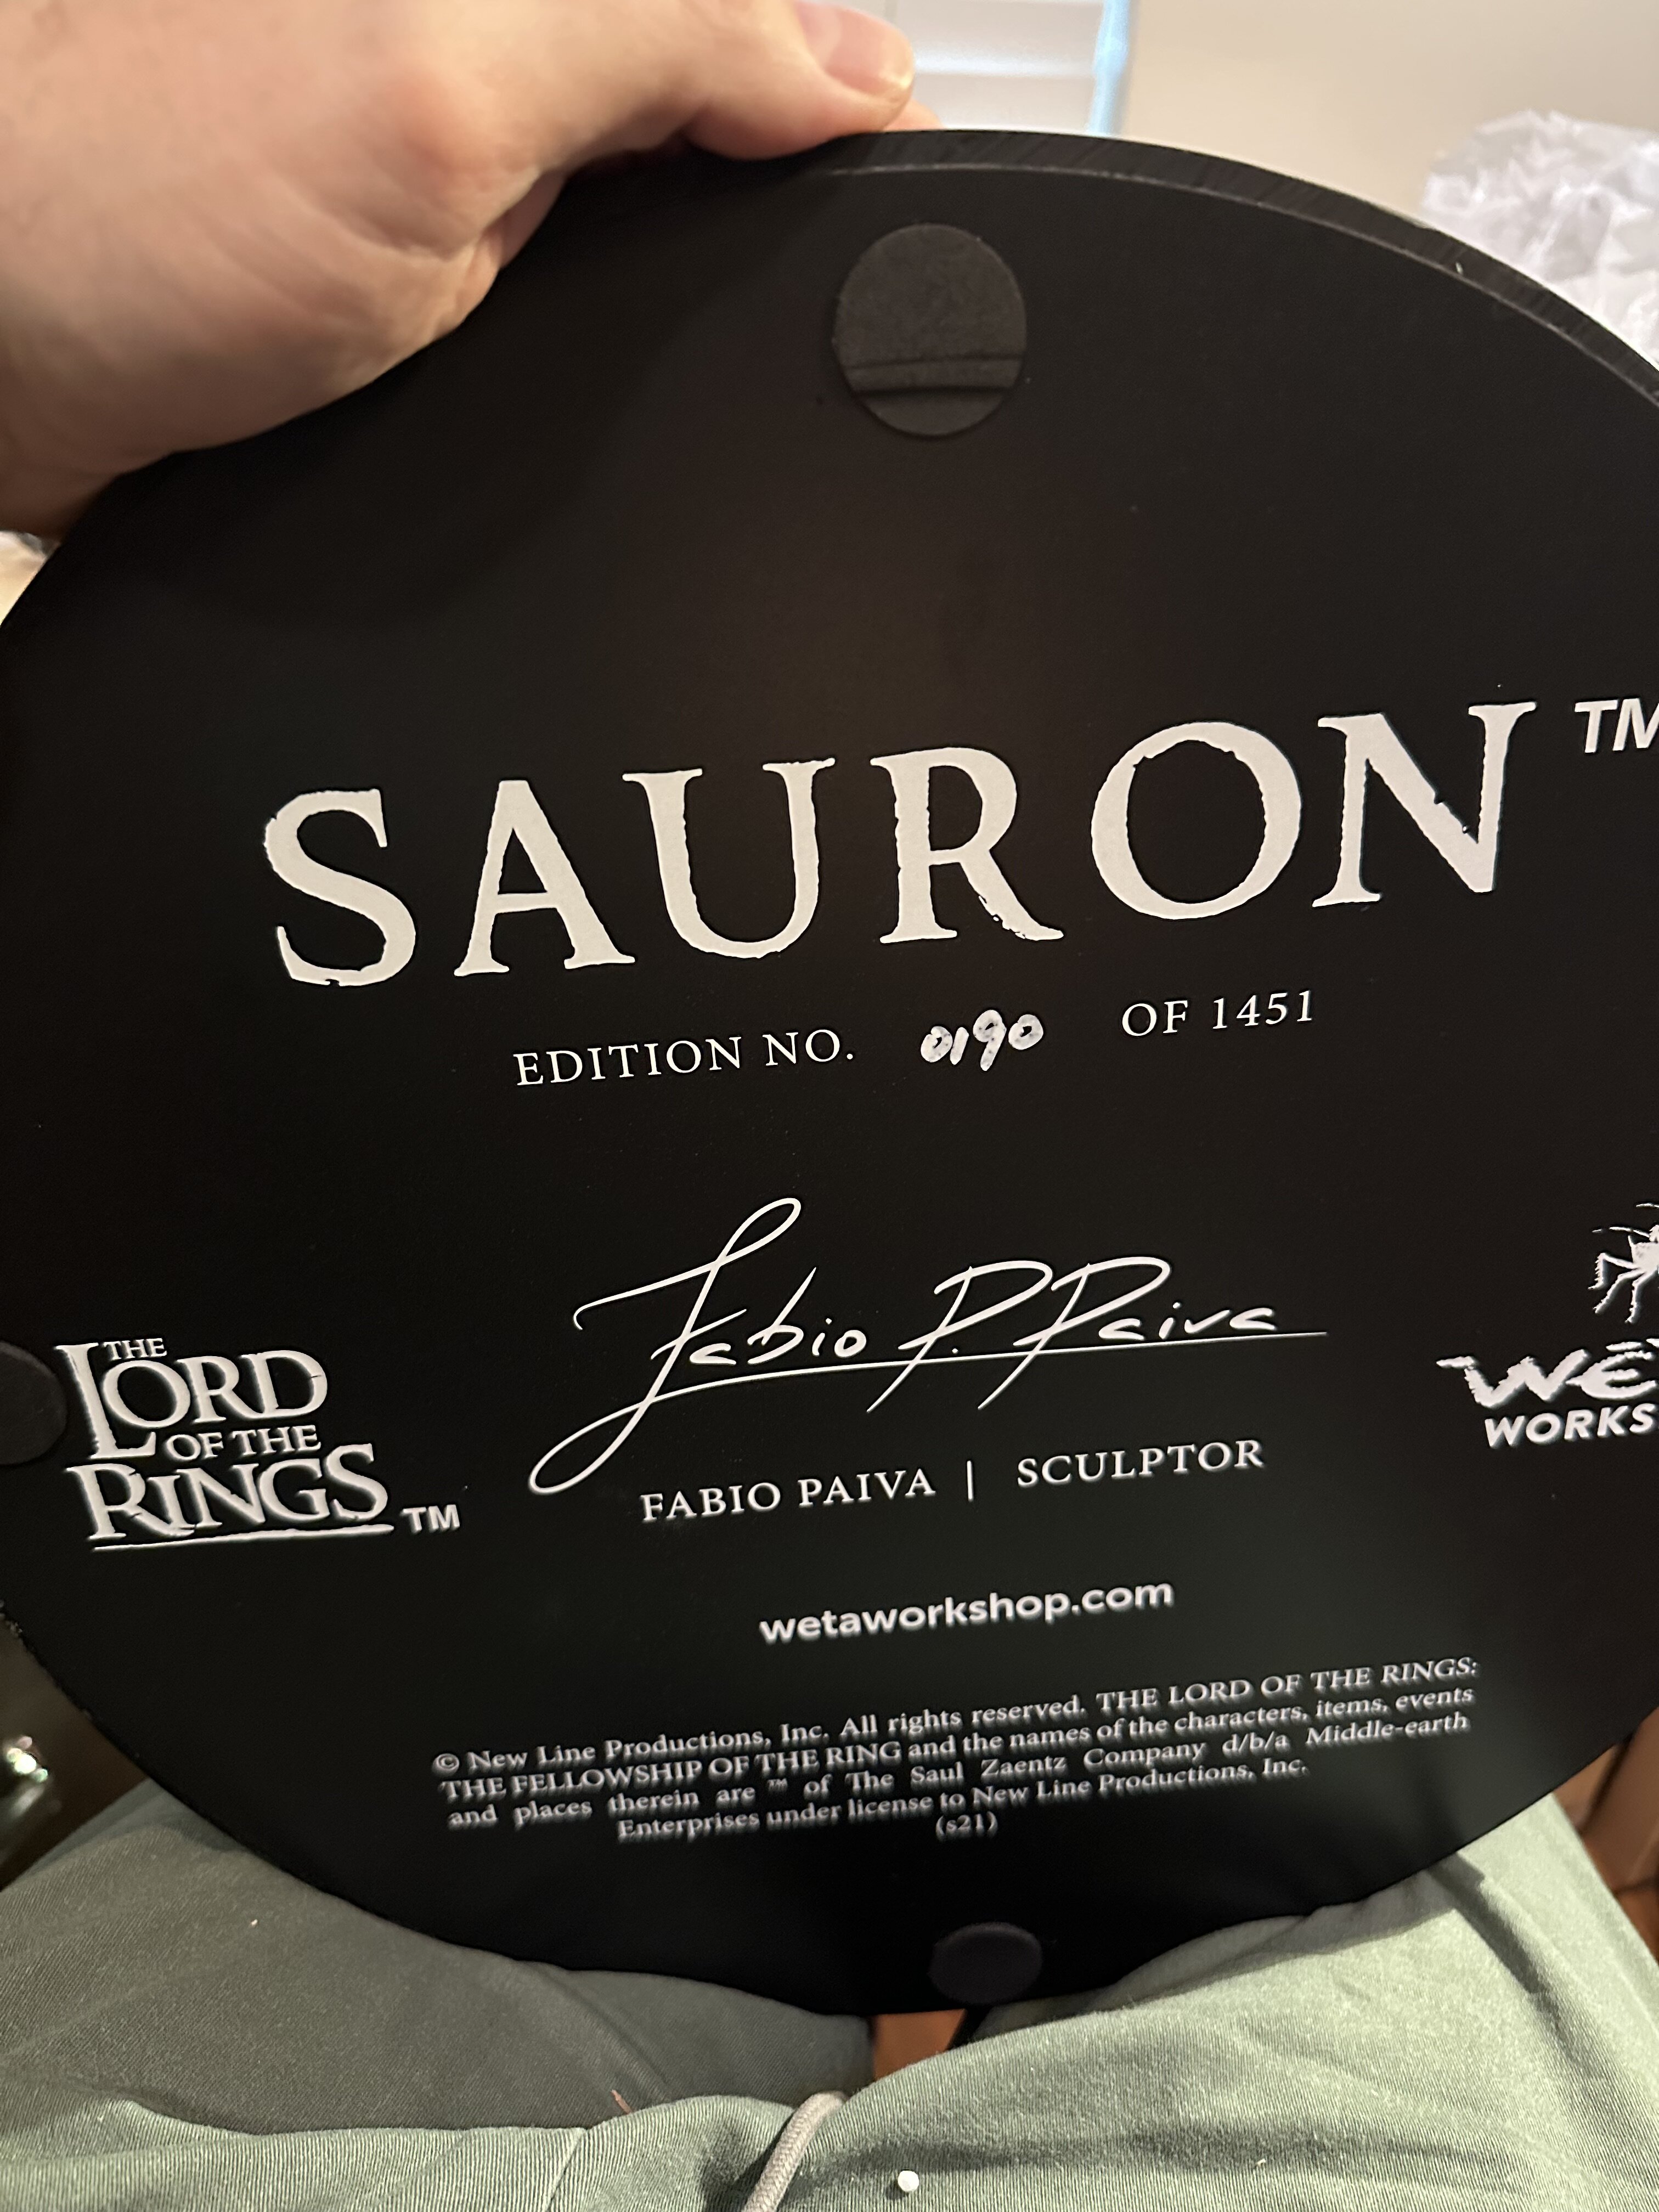 SAURON™
EDITION NO. 0190 OF 1451
Fabio P. Paiva
THE
LORD
OF THE
RINGS™
WE
WORKS
FABIO PAIVA | SCULPTOR
wetaworkshop.com
© New Line Productions, Inc. All rights reserved. THE LORD OF THE RINGS:
THE FELLOWSHIP OF THE RING and the names of the characters, items, events
and places therein are ™ of The Saul Zaentz Company d/b/a Middle-earth
Enterprises under license to New Line Productions, Inc.
(s21)